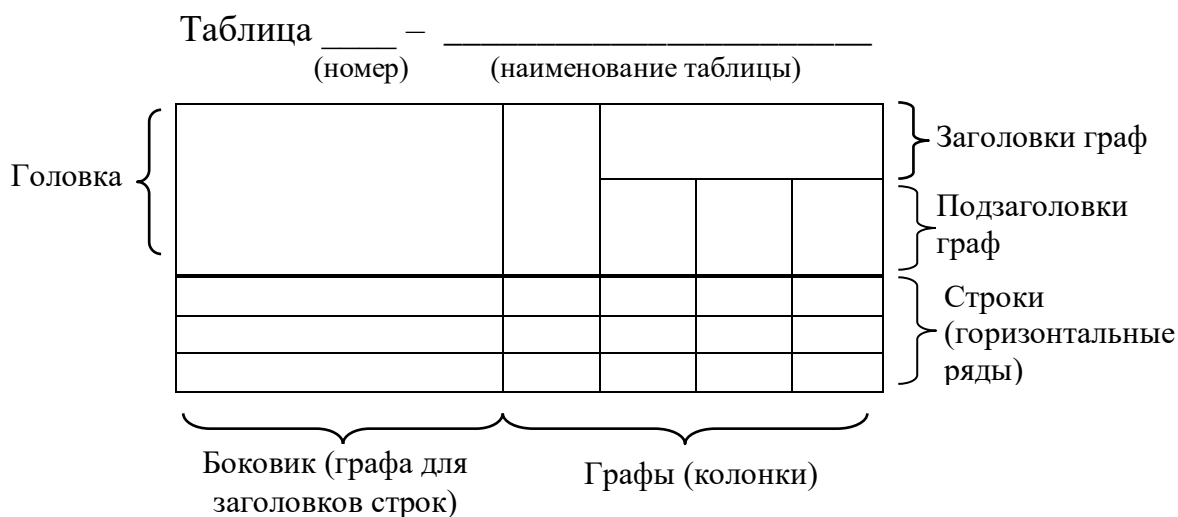 Таблица ____ – _______________________
(номер) (наименование таблицы)
Головка
Заголовки граф
Подзаголовки
граф
Строки
(горизонтальные
ряды)
Боковик (графа для
заголовков строк)
Графы (колонки)